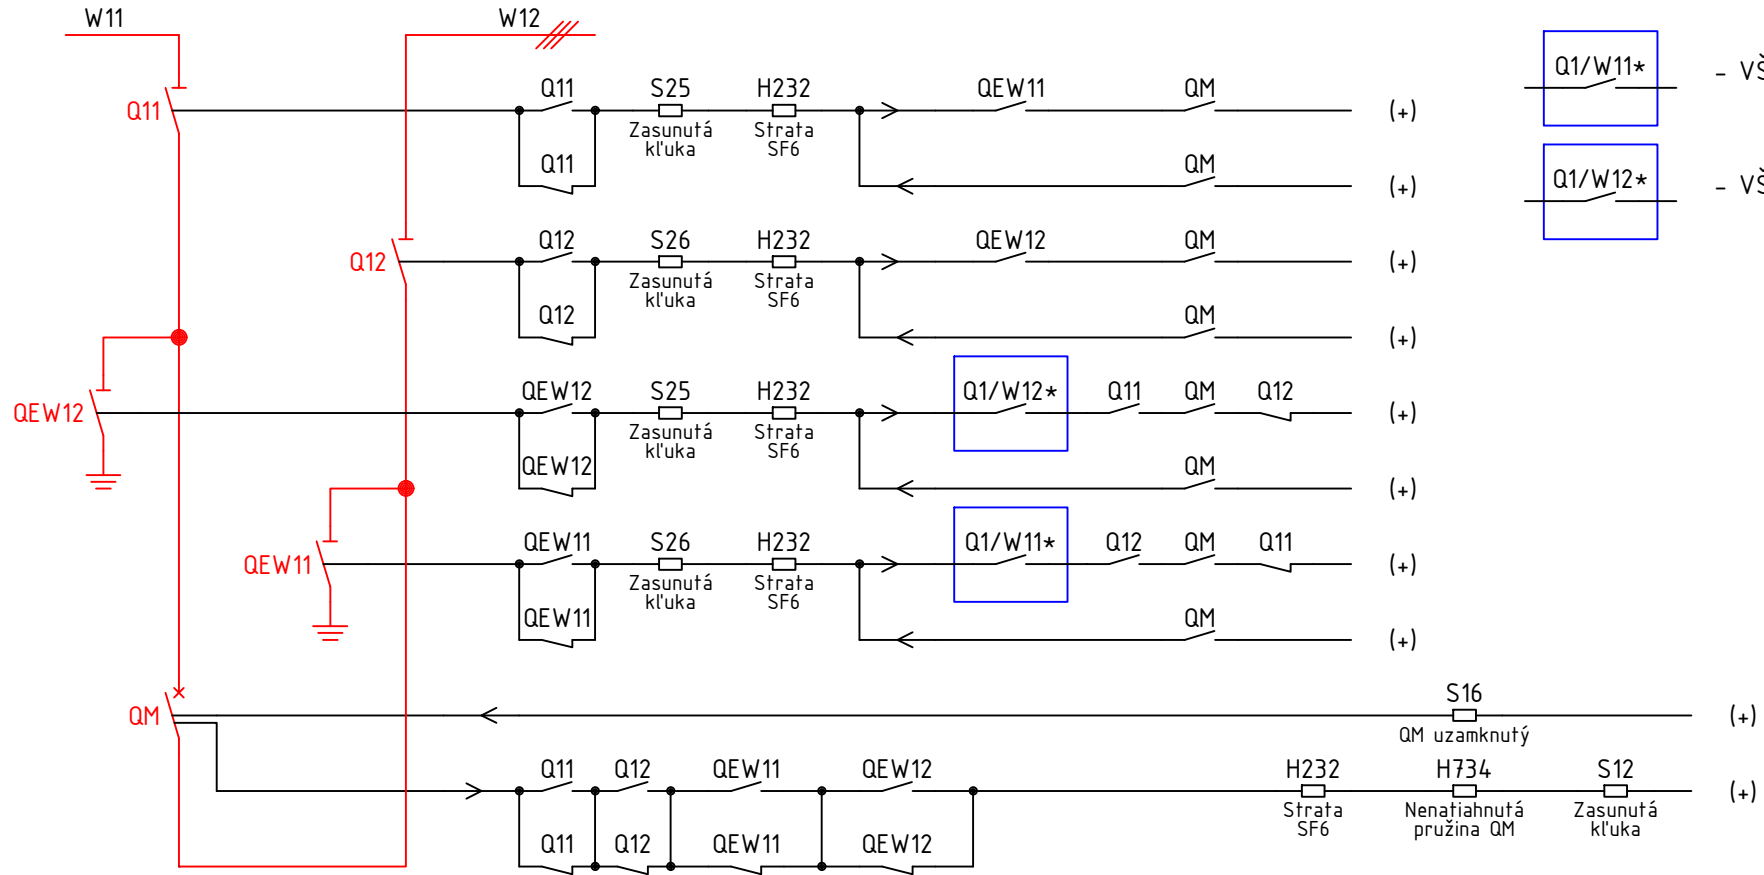 W11
W12
Q1/W11*
- VŠ
Q11
Q11
S25
Zasunutá
kľuka
H232
Strata
SF6
QEW11
QM
(+)
Q11
QM
(+)
Q1/W12*
- VŠ
Q12
Q12
S26
Zasunutá
kľuka
H232
Strata
SF6
QEW12
QM
(+)
Q12
QM
(+)
QEW12
QEW12
S25
Zasunutá
kľuka
H232
Strata
SF6
Q1/W12*
Q11
QM
Q12
(+)
QEW12
QM
(+)
QEW11
QEW11
S26
Zasunutá
kľuka
H232
Strata
SF6
Q1/W11*
Q12
QM
Q11
(+)
QEW11
QM
(+)
QM
S16
QM uzamknutý
(+)
Q11
Q12
QEW11
QEW12
H232
Strata
SF6
H734
Nenatiahnutá
pružina QM
S12
Zasunutá
kľuka
(+)
Q11
Q12
QEW11
QEW12